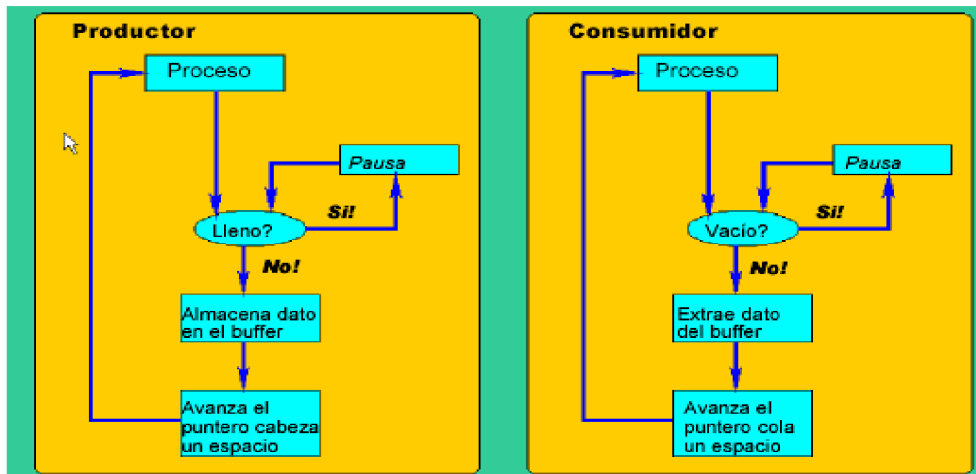 Productor
Proceso
Pausa
Si!
Lleno?
No!
Almacena dato
en el buffer
Avanza el
puntero cabeza
un espacio
Consumidor
Proceso
Pausa
Si!
Vacío?
No!
Extrae dato
del buffer
Avanza el
puntero cola
un espacio